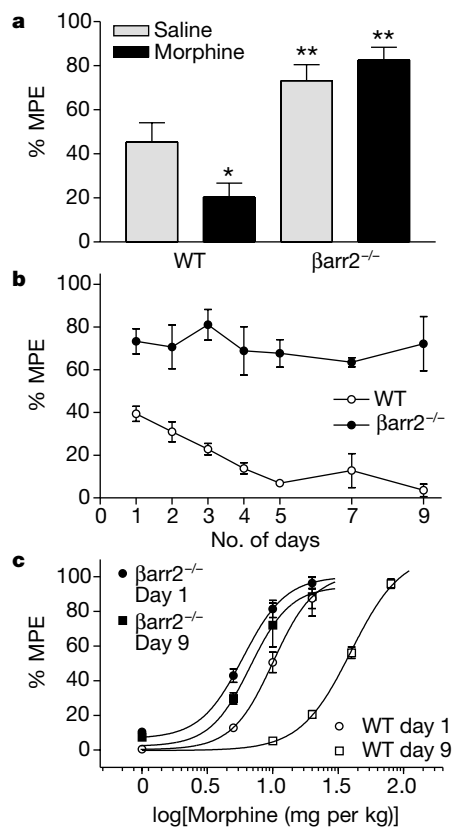 a
Saline
Morphine
**
**
*
% MPE
100
80
60
40
20
0
WT
βarr2⁻/⁻
b
% MPE
100
80
60
40
20
0
WT
βarr2⁻/⁻
0 1 2 3 4 5 7 9
No. of days
c
% MPE
100
80
60
40
20
0
βarr2⁻/⁻
Day 1
βarr2⁻/⁻
Day 9
WT day 1
WT day 9
0 0.5 1.0 1.5 2.0
log[Morphine (mg per kg)]